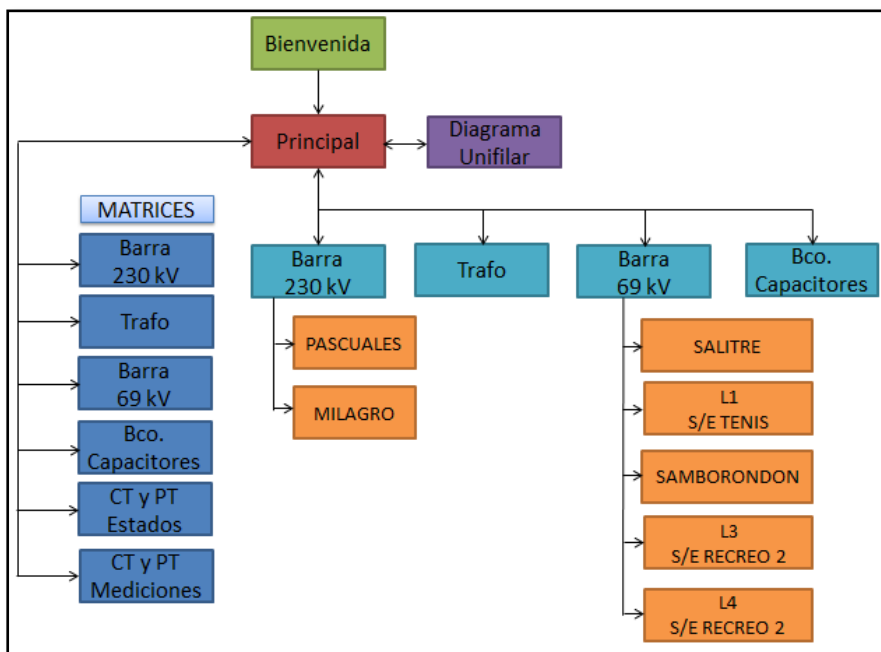 Bienvenida
Principal
Diagrama
Unifilar
MATRICES
Barra
230 kV
Trafo
Barra
69 kV
Bco.
Capacitores
CT y PT
Estados
CT y PT
Mediciones
Barra
230 kV
PASCUALES
MILAGRO
Trafo
Barra
69 kV
SALITRE
L1
S/E TENIS
SAMBORONDON
L3
S/E RECREO 2
L4
S/E RECREO 2
Bco.
Capacitores